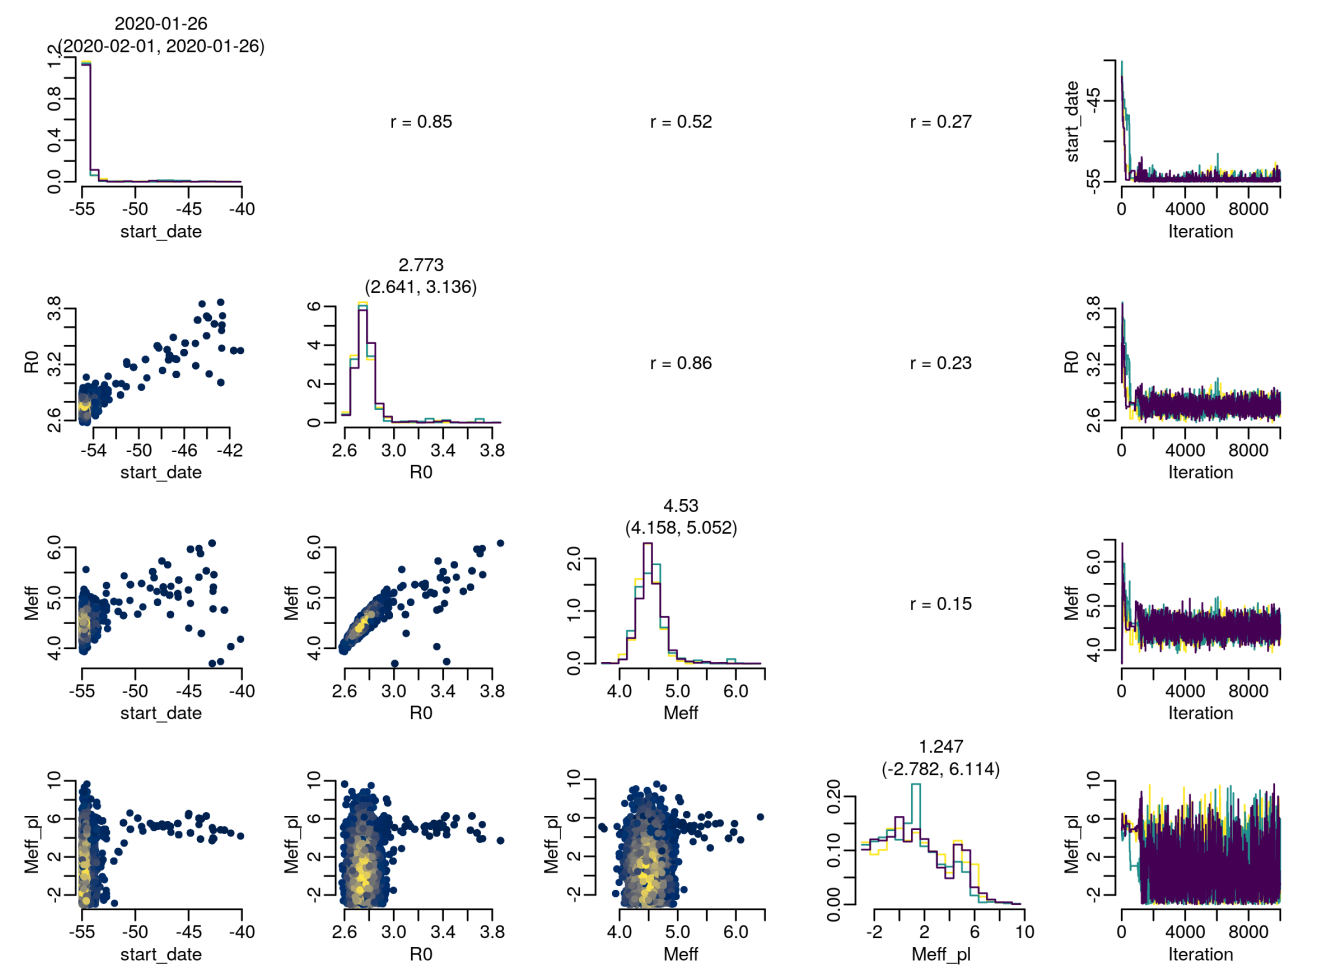 2020-01-26
(2020-02-01, 2020-01-26)
0.0 0.4 0.8 1.2
-55 -50 -45 -40
start_date
r = 0.85
r = 0.52
r = 0.27
start_date
-55 -45
0 4000 8000
Iteration
R0
2.6 3.2 3.8
-54 -50 -46 -42
start_date
2.773
(2.641, 3.136)
0 2 4 6
2.6 3.0 3.4 3.8
R0
r = 0.86
r = 0.23
R0
2.6 3.2 3.8
0 4000 8000
Iteration
Meff
4.0 5.0 6.0
-55 -50 -45 -40
start_date
Meff
4.0 5.0 6.0
2.6 3.0 3.4 3.8
R0
4.53
(4.158, 5.052)
0.0 1.0 2.0
4.0 5.0 6.0
Meff
r = 0.15
Meff
4.0 5.0 6.0
0 4000 8000
Iteration
Meff_pl
-2 2 6 10
-55 -50 -45 -40
start_date
Meff_pl
-2 2 6 10
2.6 3.0 3.4 3.8
R0
Meff_pl
-2 2 6 10
4.0 5.0 6.0
Meff
1.247
(-2.782, 6.114)
0.00 0.10 0.20
-2 2 6 10
Meff_pl
Meff_pl
-2 2 6 10
0 4000 8000
Iteration